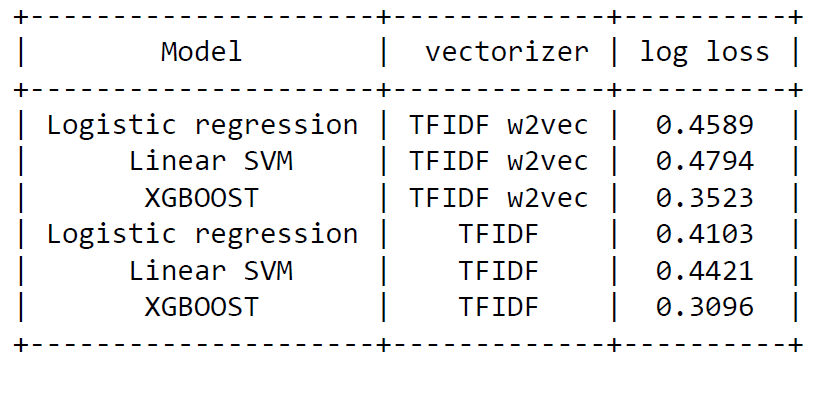 +---------------------+-------------+----------+
|        Model        |  vectorizer | log loss |
+---------------------+-------------+----------+
| Logistic regression |  TFIDF w2vec |  0.4589  |
|      Linear SVM     |  TFIDF w2vec |  0.4794  |
|       XGBOOST       |  TFIDF w2vec |  0.3523  |
| Logistic regression |    TFIDF    |  0.4103  |
|      Linear SVM     |    TFIDF    |  0.4421  |
|       XGBOOST       |    TFIDF    |  0.3096  |
+---------------------+-------------+----------+